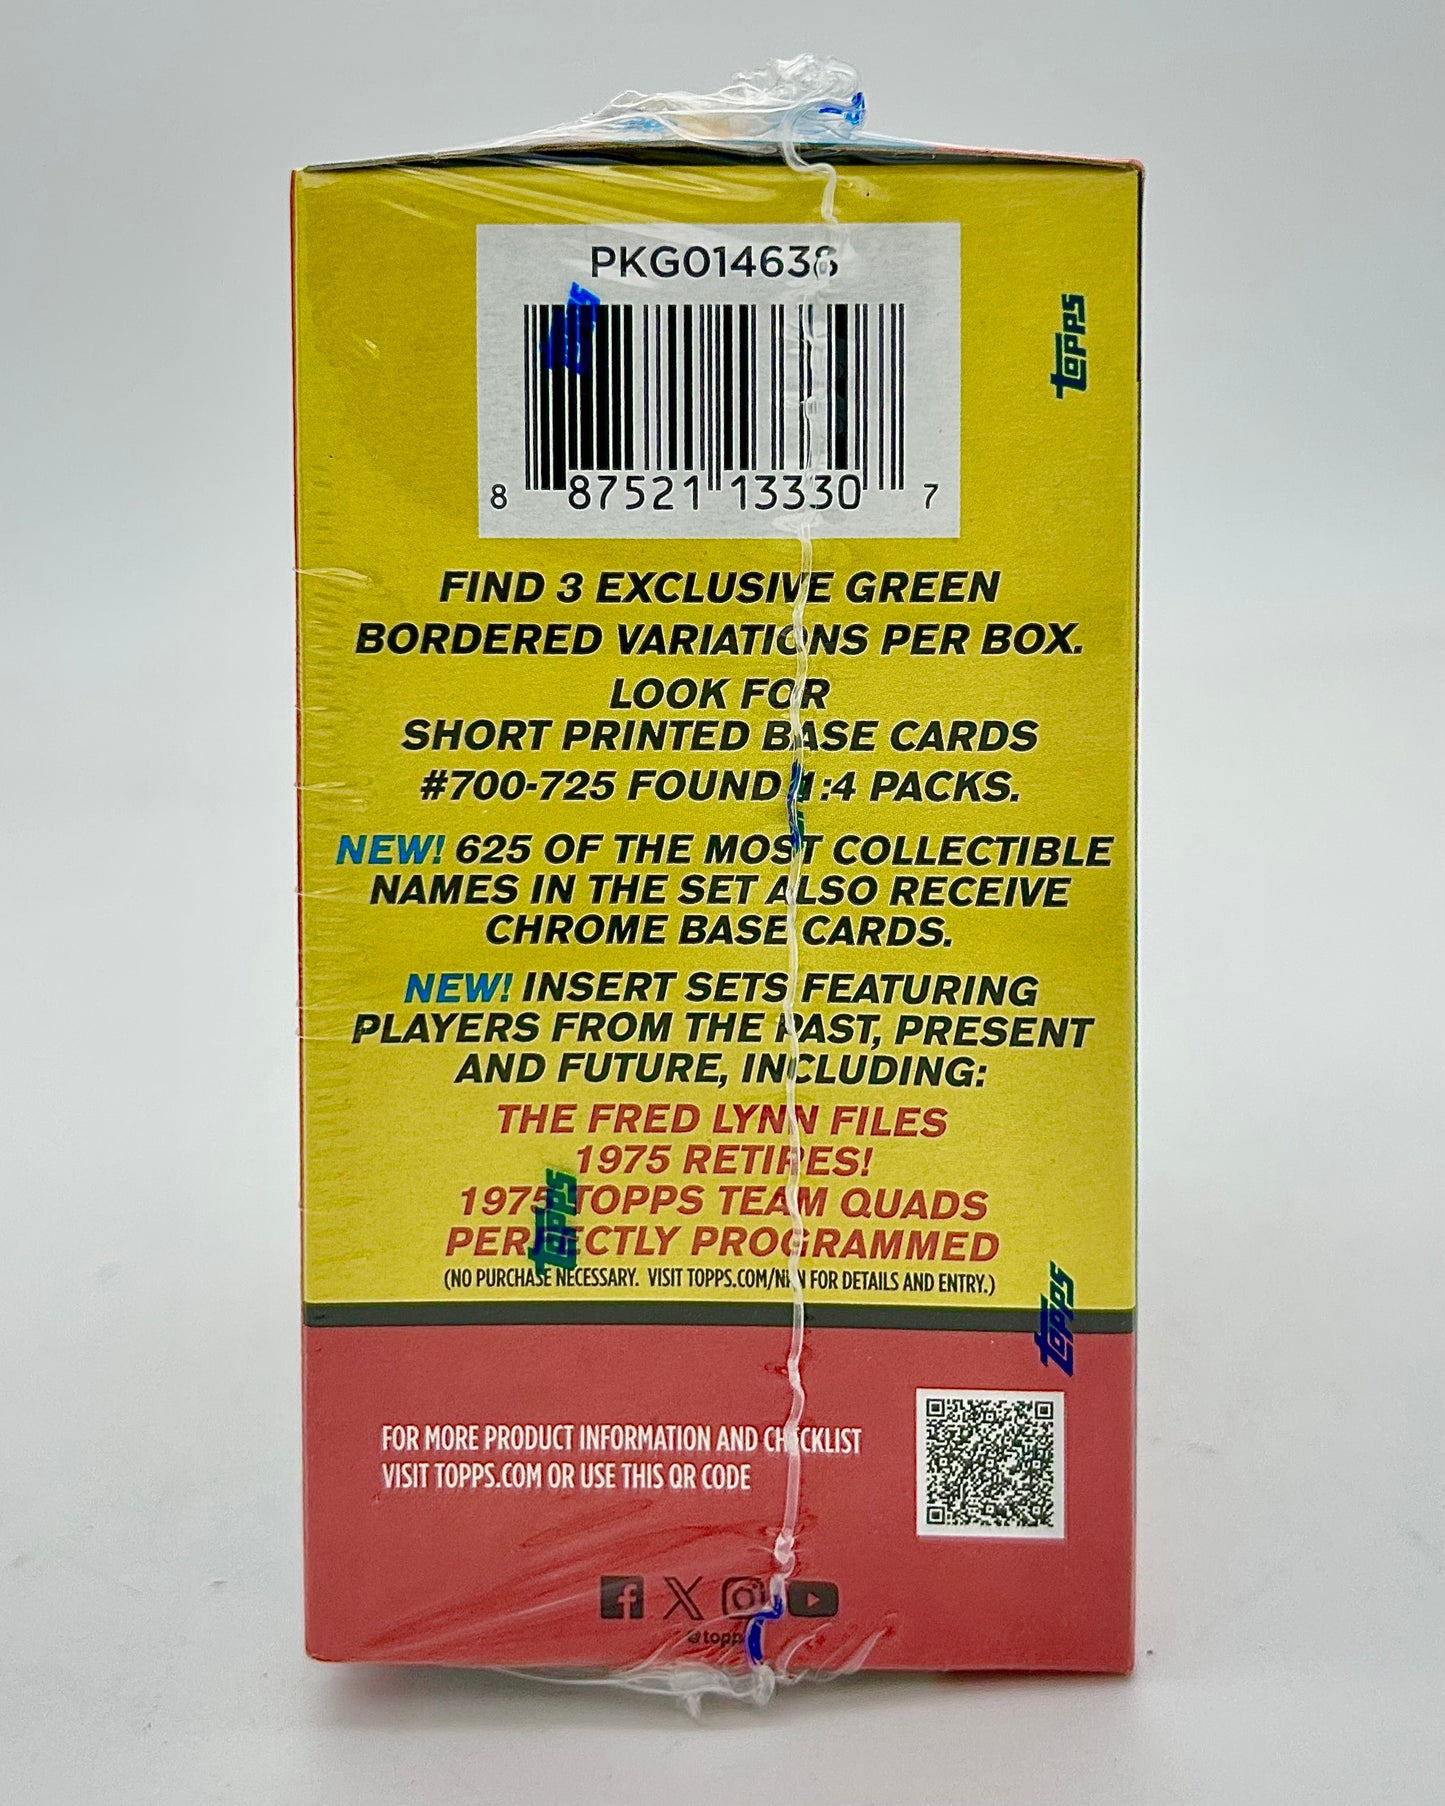 PKG014638
topps
8 87521 13330 7
FIND 3 EXCLUSIVE GREEN
BORDERED VARIATIONS PER BOX.
LOOK FOR
SHORT PRINTED BASE CARDS
#700-725 FOUND 1:4 PACKS.
NEW! 625 OF THE MOST COLLECTIBLE
NAMES IN THE SET ALSO RECEIVE
CHROME BASE CARDS.
NEW! INSERT SETS FEATURING
PLAYERS FROM THE PAST, PRESENT
AND FUTURE, INCLUDING:
THE FRED LYNN FILES
1975 RETIRES!
1975 TOPPS TEAM QUADS
PERFECTLY PROGRAMMED
topps
(NO PURCHASE NECESSARY. VISIT TOPPS.COM/NPN FOR DETAILS AND ENTRY.)
topps
FOR MORE PRODUCT INFORMATION AND CHECKLIST
VISIT TOPPS.COM OR USE THIS QR CODE
@topps